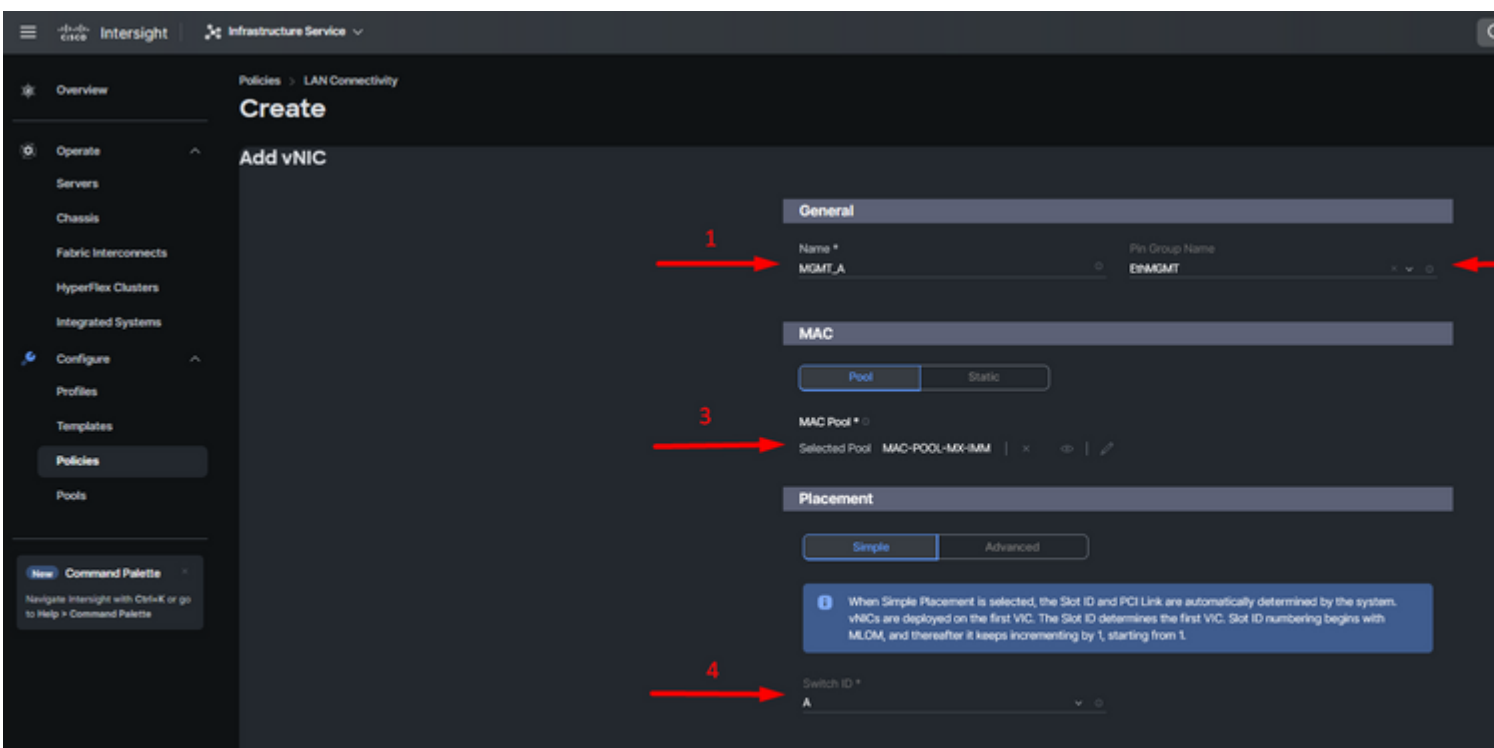 cisco Intersight Infrastructure Service
Overview
Operate
Servers
Chassis
Fabric Interconnects
HyperFlex Clusters
Integrated Systems
Configure
Profiles
Templates
Policies
Pools
New Command Palette
Navigate Intersight with Ctrl+K or go
to Help > Command Palette
Policies > LAN Connectivity
Create
Add vNIC
General
1
Name *
MGMT_A
Pin Group Name
EthMGMT
MAC
Pool Static
3
MAC Pool *
Selected Pool MAC-POOL-MX-IMM
Placement
Simple Advanced
When Simple Placement is selected, the Slot ID and PCI Link are automatically determined by the system.
vNICs are deployed on the first VIC. The Slot ID determines the first VIC. Slot ID numbering begins with
MLOM, and thereafter it keeps incrementing by 1, starting from 1.
4
Switch ID *
A